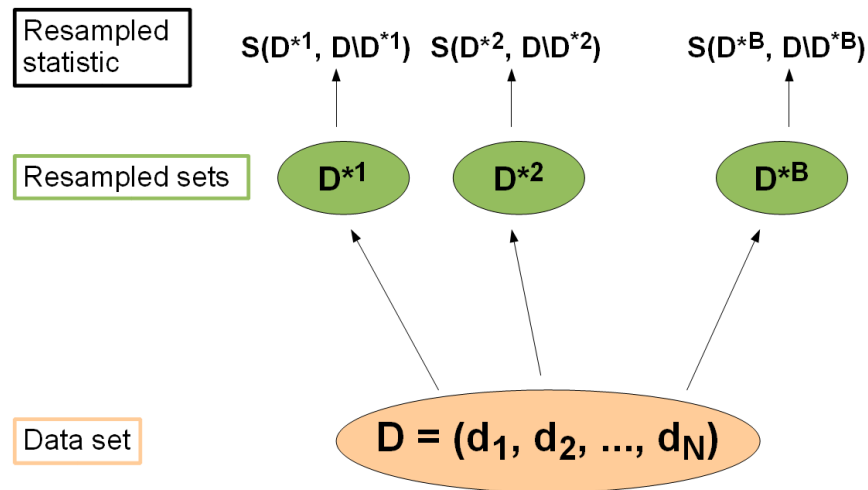 Resampled
statistic
S(D*1, D\D*1)
S(D*2, D\D*2)
S(D*B, D\D*B)
Resampled sets
D*1
D*2
D*B
Data set
D = (d1, d2, ..., dN)